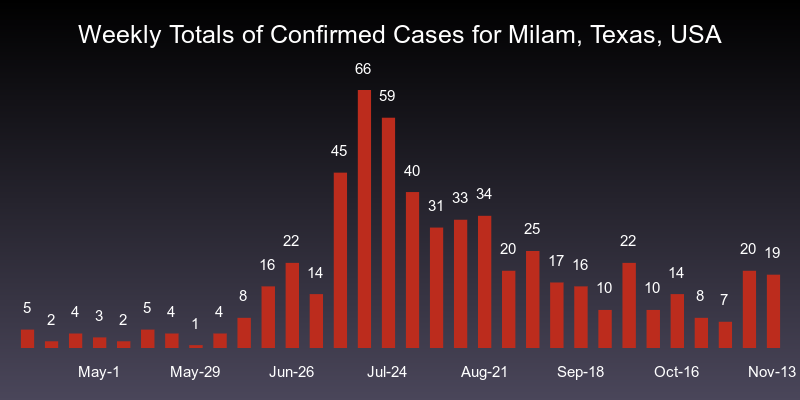 Weekly Totals of Confirmed Cases for Milam, Texas, USA
66
59
45
40
31 33 34
25
22 22
20 20 19
16 17 16
14 14
10 10
8 8 7
5 2 4 3 2 5 4 1 4
May-1 May-29 Jun-26 Jul-24 Aug-21 Sep-18 Oct-16 Nov-13